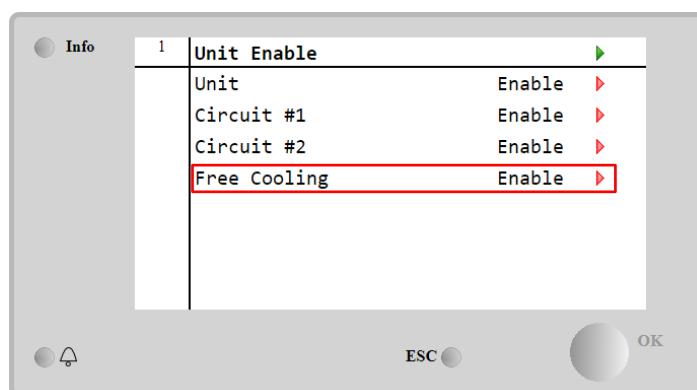 Info
1 Unit Enable
Unit Enable
Circuit #1 Enable
Circuit #2 Enable
Free Cooling Enable
ESC
OK